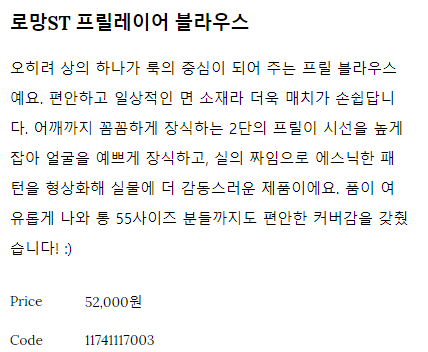 로망ST 프릴레이어 블라우스
오히려 상의 하나가 룩의 중심이 되어 주는 프릴 블라우스
예요. 편안하고 일상적인 면 소재라 더욱 매치가 손쉽답니
다. 어깨까지 꼼꼼하게 장식하는 2단의 프릴이 시선을 높게
잡아 얼굴을 예쁘게 장식하고, 실의 짜임으로 에스닉한 패
턴을 형상화해 실물에 더 감동스러운 제품이에요. 품이 여
유롭게 나와 통 55사이즈 분들까지도 편안한 커버감을 갖췄
습니다! :)
Price 52,000원
Code 11741117003